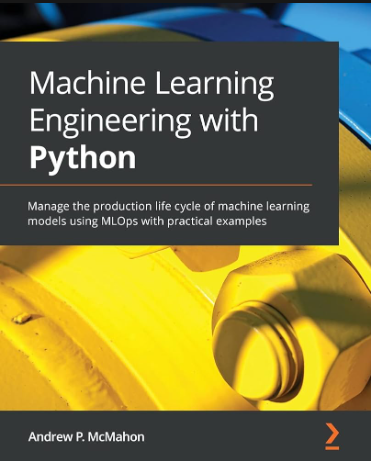 Machine Learning
Engineering with
Python
Manage the production life cycle of machine learning
models using MLOps with practical examples
Andrew P. McMahon